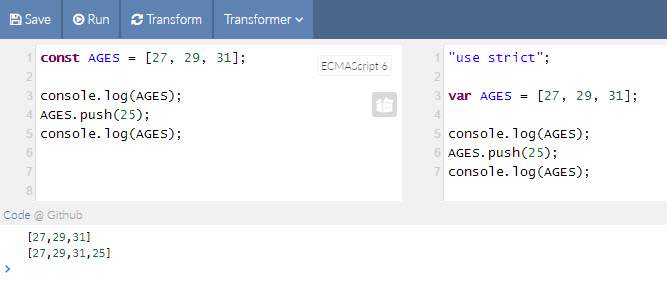 Save Run Transform Transformer
1 const AGES = [27, 29, 31];
ECMAScript 6
2
3 console.log(AGES);
4 AGES.push(25);
5 console.log(AGES);
6
7
8
1 "use strict";
2
3 var AGES = [27, 29, 31];
4
5 console.log(AGES);
6 AGES.push(25);
7 console.log(AGES);
Code @ Github
[27,29,31]
[27,29,31,25]
>